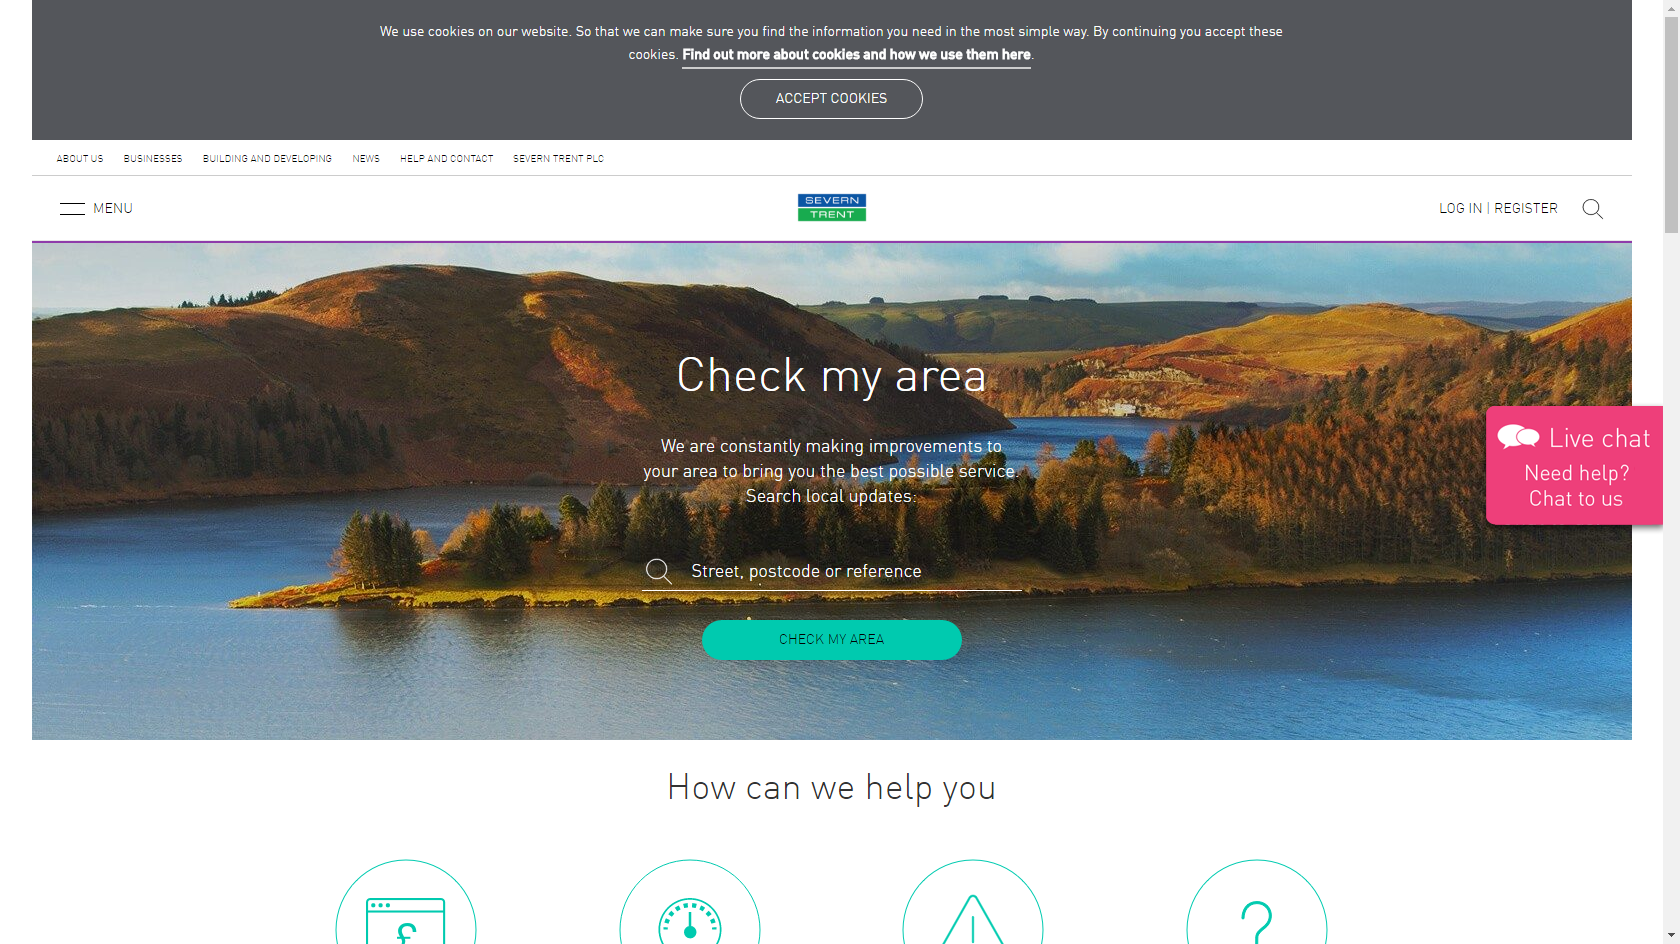 We use cookies on our website. So that we can make sure you find the information you need in the most simple way. By continuing you accept these
cookies. Find out more about cookies and how we use them here.
ACCEPT COOKIES
ABOUT US BUSINESSES BUILDING AND DEVELOPING NEWS HELP AND CONTACT SEVERN TRENT PLC
MENU
SEVERN
TRENT
LOG IN | REGISTER
Check my area
We are constantly making improvements to
your area to bring you the best possible service.
Search local updates:
Street, postcode or reference
CHECK MY AREA
Live chat
Need help?
Chat to us
How can we help you
£
?